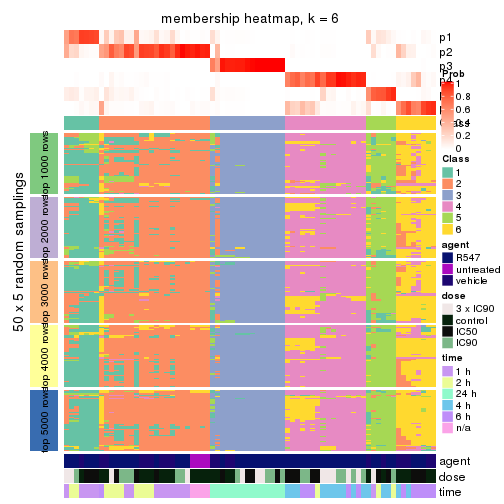 membership heatmap, k = 6
p1
p2
p3
p4
Prob
1
0.8
0.6
0.4
0.2
0
Class
1
2
3
4
5
6
agent
R547
untreated
vehicle
dose
3 x IC90
control
IC50
IC90
time
1 h
2 h
24 h
4 h
6 h
n/a
50 x 5 random samplings
top 1000 rows
top 2000 rows
top 3000 rows
top 4000 rows
top 5000 rows
agent
dose
time